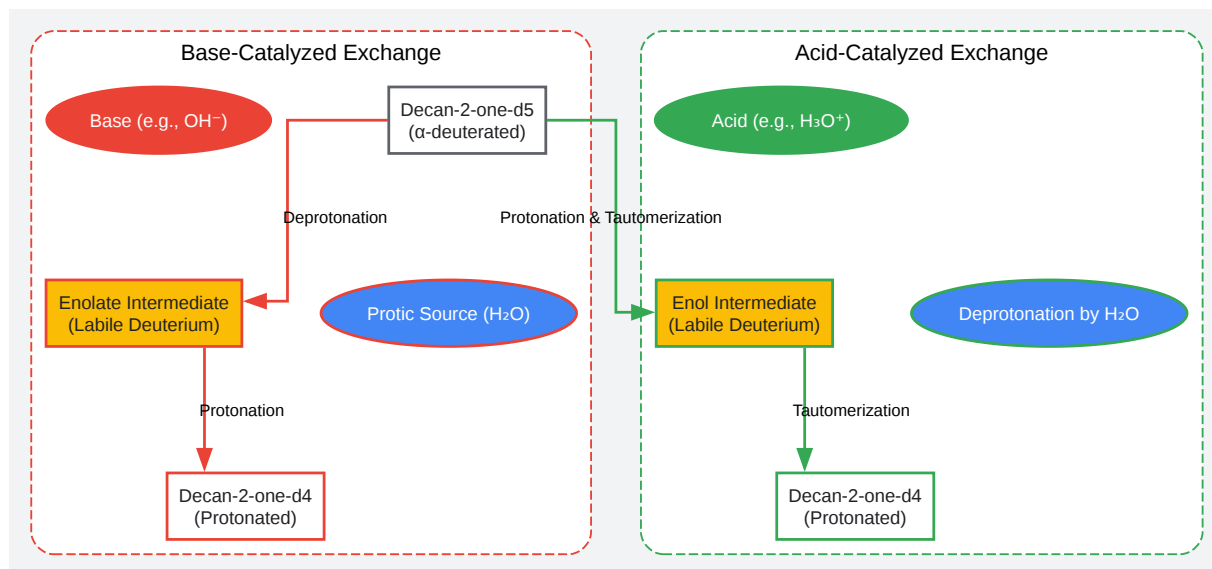 Base-Catalyzed Exchange
Acid-Catalyzed Exchange
Base (e.g., OH⁻)
Decan-2-one-d5
(α-deuterated)
Acid (e.g., H₃O⁺)
Deprotonation
Protonation & Tautomerization
Enolate Intermediate
(Labile Deuterium)
Protic Source (H₂O)
Enol Intermediate
(Labile Deuterium)
Deprotonation by H₂O
Protonation
Tautomerization
Decan-2-one-d4
(Protonated)
Decan-2-one-d4
(Protonated)